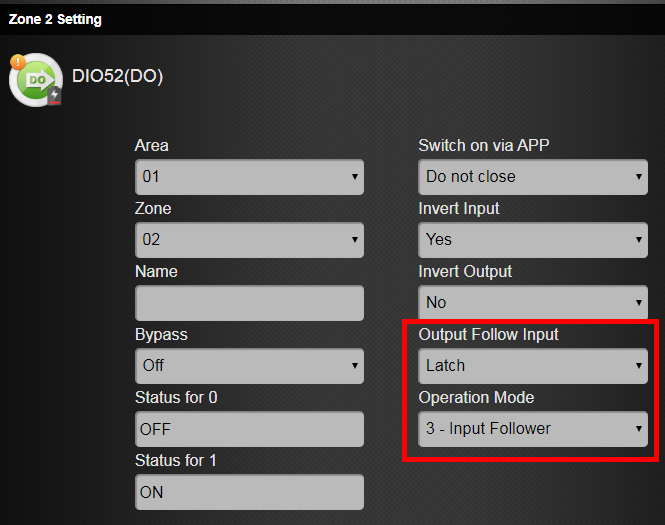 Zone 2 Setting
DO
DIO52(DO)
Area
01
Zone
02
Name
Bypass
Off
Status for 0
OFF
Status for 1
ON
Switch on via APP
Do not close
Invert Input
Yes
Invert Output
No
Output Follow Input
Latch
Operation Mode
3 - Input Follower